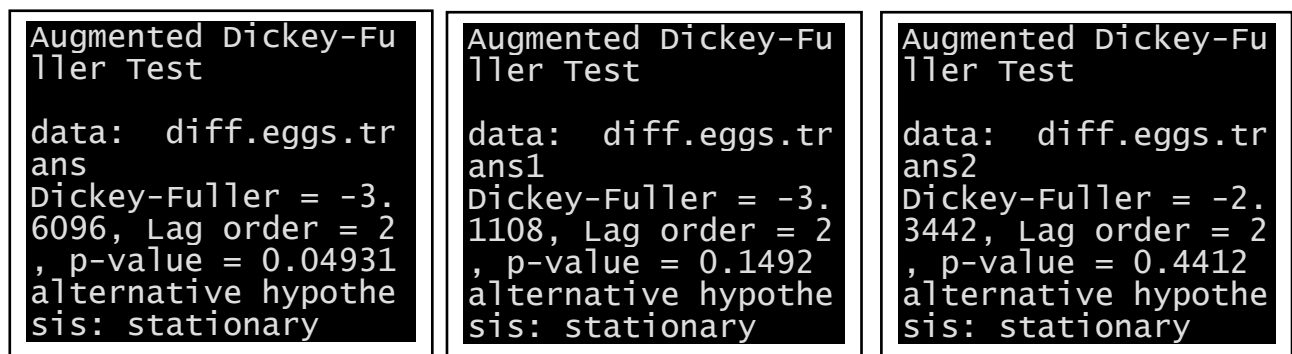 Augmented Dickey-Fu
ller Test
data:  diff.eggs.tr
ans
Dickey-Fuller = -3.
6096, Lag order = 2
, p-value = 0.04931
alternative hypothe
sis: stationary
Augmented Dickey-Fu
ller Test
data:  diff.eggs.tr
ans1
Dickey-Fuller = -3.
1108, Lag order = 2
, p-value = 0.1492
alternative hypothe
sis: stationary
Augmented Dickey-Fu
ller Test
data:  diff.eggs.tr
ans2
Dickey-Fuller = -2.
3442, Lag order = 2
, p-value = 0.4412
alternative hypothe
sis: stationary